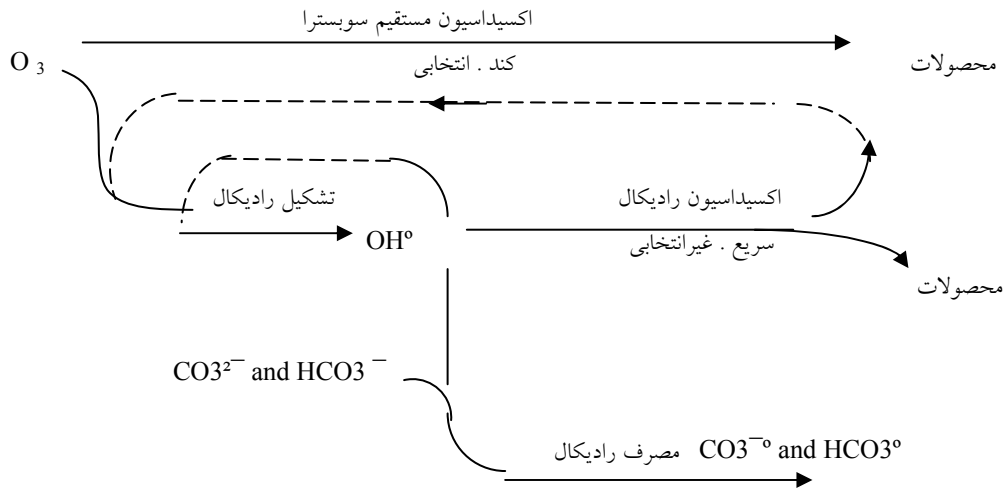 اکسیداسیون مستقیم سوبسترا
O 3
کند . انتخابی
محصولات
تشکیل رادیکال
OHº
اکسیداسیون رادیکال
سریع . غیرانتخابی
محصولات
CO3²¯ and HCO3 ¯
مصرف رادیکال CO3¯º and HCO3º